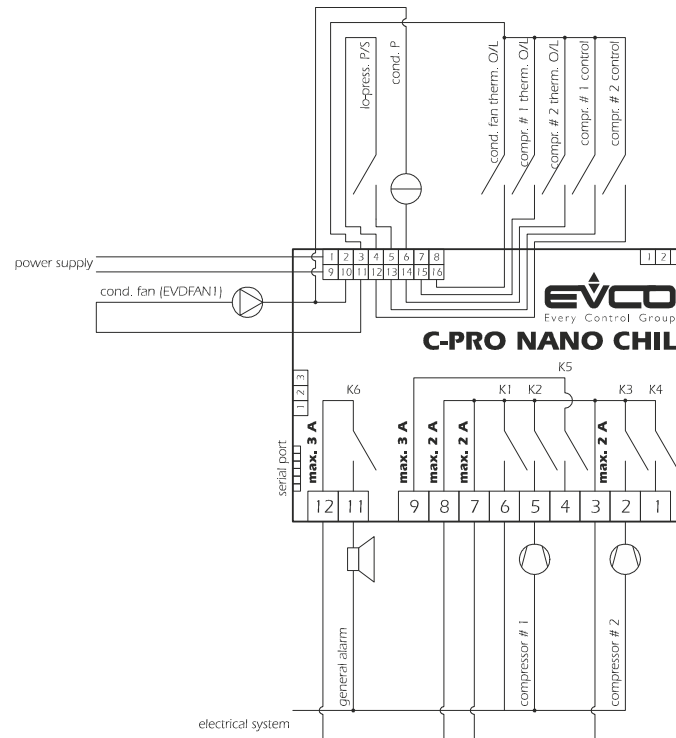 lo-press. P/S
cond. P
cond. fan therm. O/L
compr. # 1 therm. O/L
compr. # 2 therm. O/L
compr. # 1 control
compr. # 2 control
power supply
1 2 3 4 5 6 7 8
9 10 11 12 13 14 15 16
1 2
cond. fan (EVDFAN1)
EVCO
Every Control Group
C-PRO NANO CHIL
K5
3
2
1
K6
K1 K2
K3 K4
serial port
max. 3 A
max. 3 A
max. 2 A
max. 2 A
max. 2 A
12 11 9 8 7 6 5 4 3 2 1
general alarm
compressor # 1
compressor # 2
electrical system